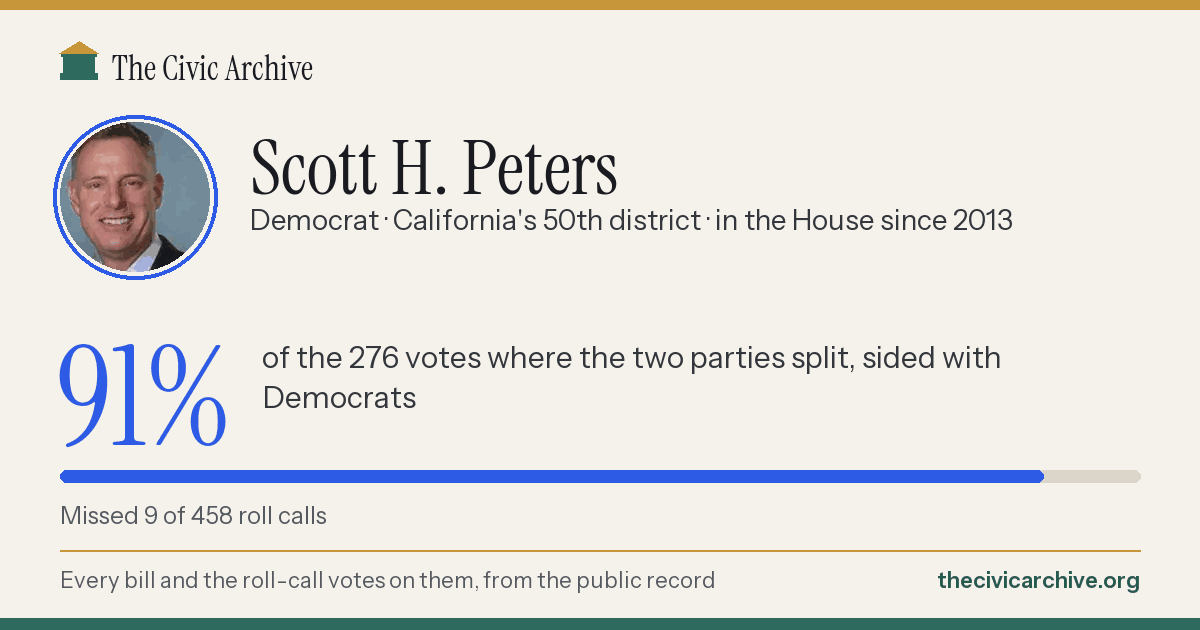 The Civic Archive
Scott H. Peters
Democrat · California's 50th district · in the House since 2013
91%
of the 276 votes where the two parties split, sided with
Democrats
Missed 9 of 458 roll calls
Every bill and the roll-call votes on them, from the public record
thecivicarchive.org